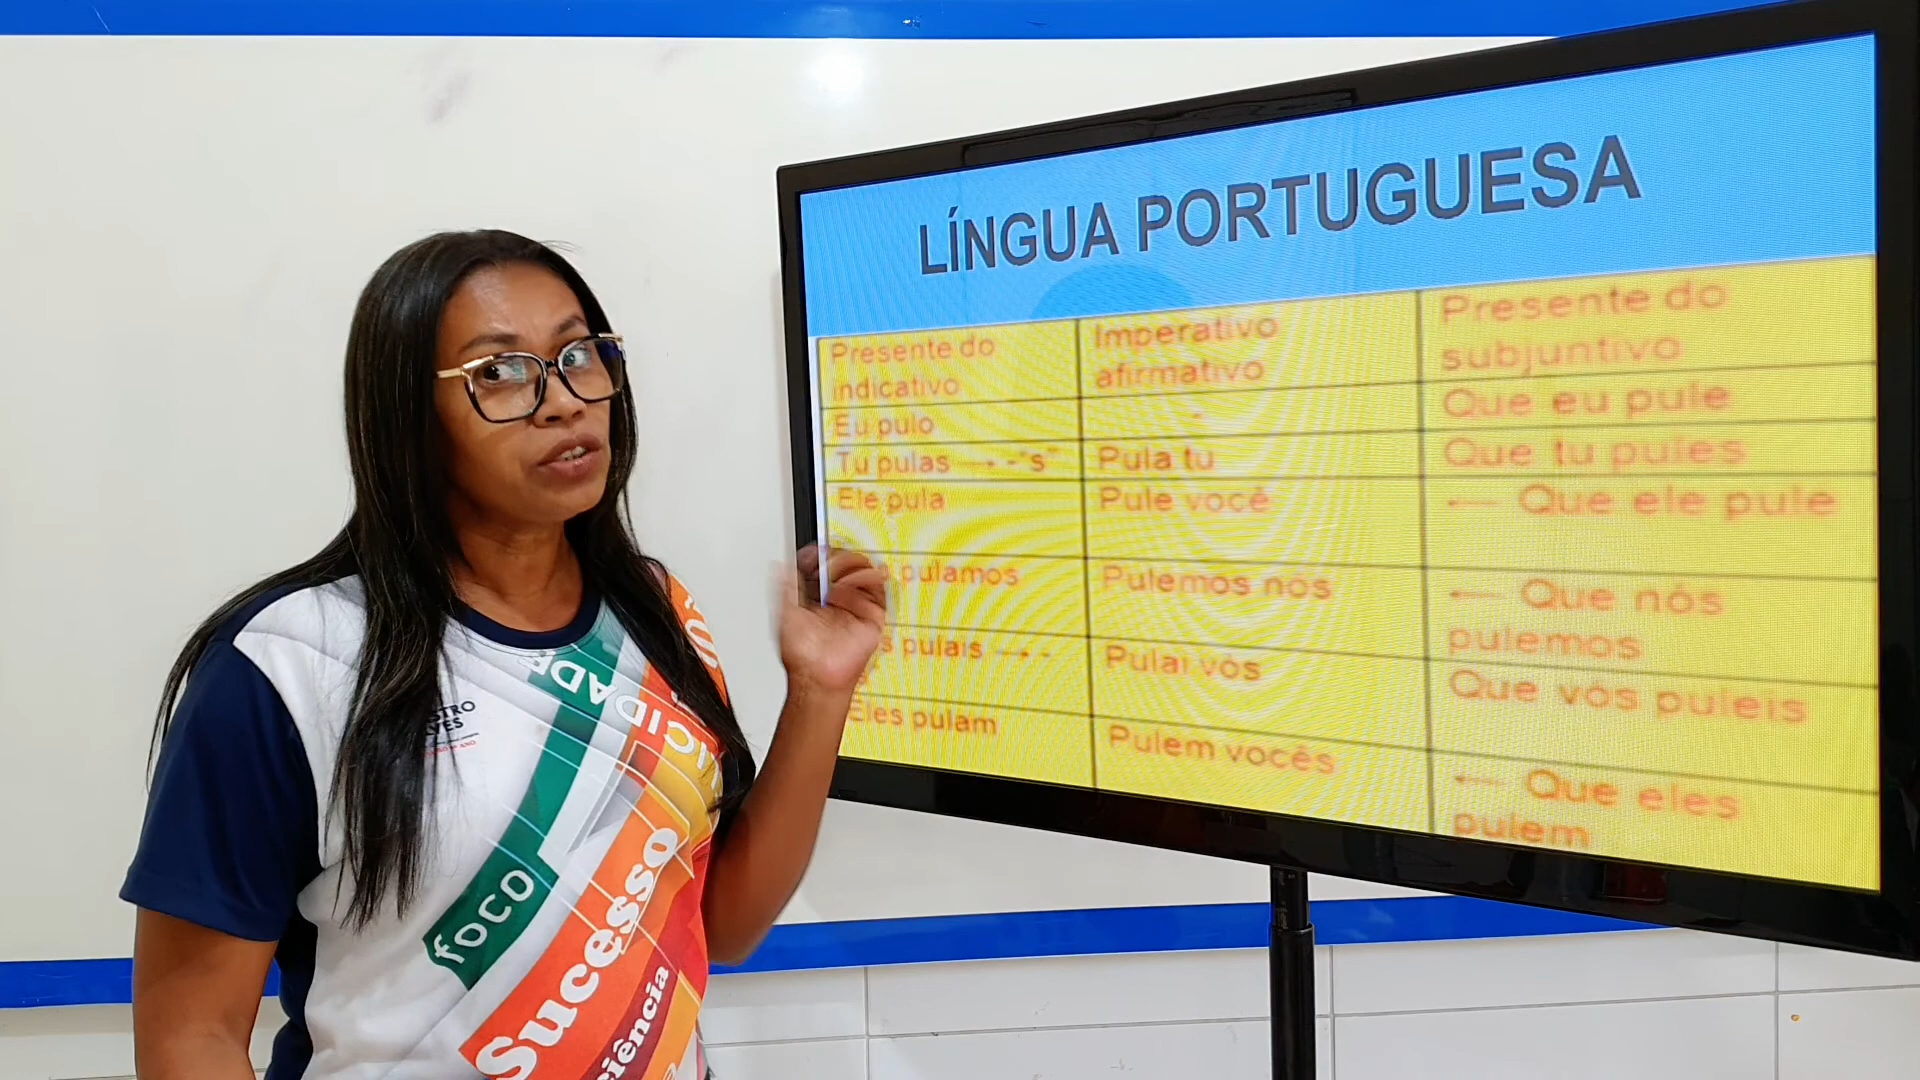 LÍNGUA PORTUGUESA
Presente do
indicativo
Imperativo
afirmativo
Presente do
subjuntivo
Eu pulo
-
Que eu pule
Tu pulas → -"s"
Pula tu
Que tu pules
Ele pula
Pule você
← Que ele pule
pulamos
Pulemos nós
← Que nós
pulemos
pulais → -
Pulai vós
Que vós puleis
Eles pulam
Pulem vocês
← Que eles
pulem
foco
Sucesso